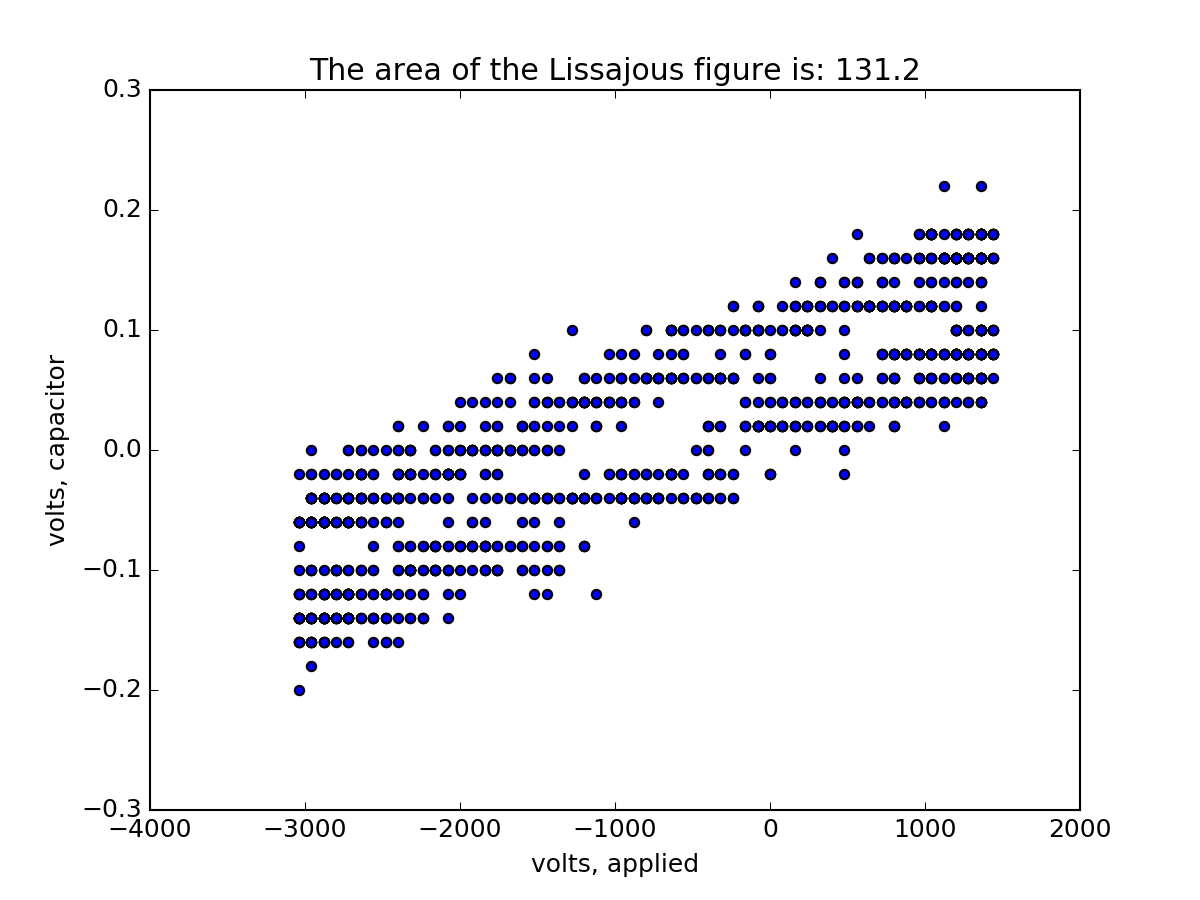 The area of the Lissajous figure is: 131.2
0.3
0.2
0.1
0.0
−0.1
−0.2
−0.3
−4000 −3000 −2000 −1000 0 1000 2000
volts, capacitor
volts, applied